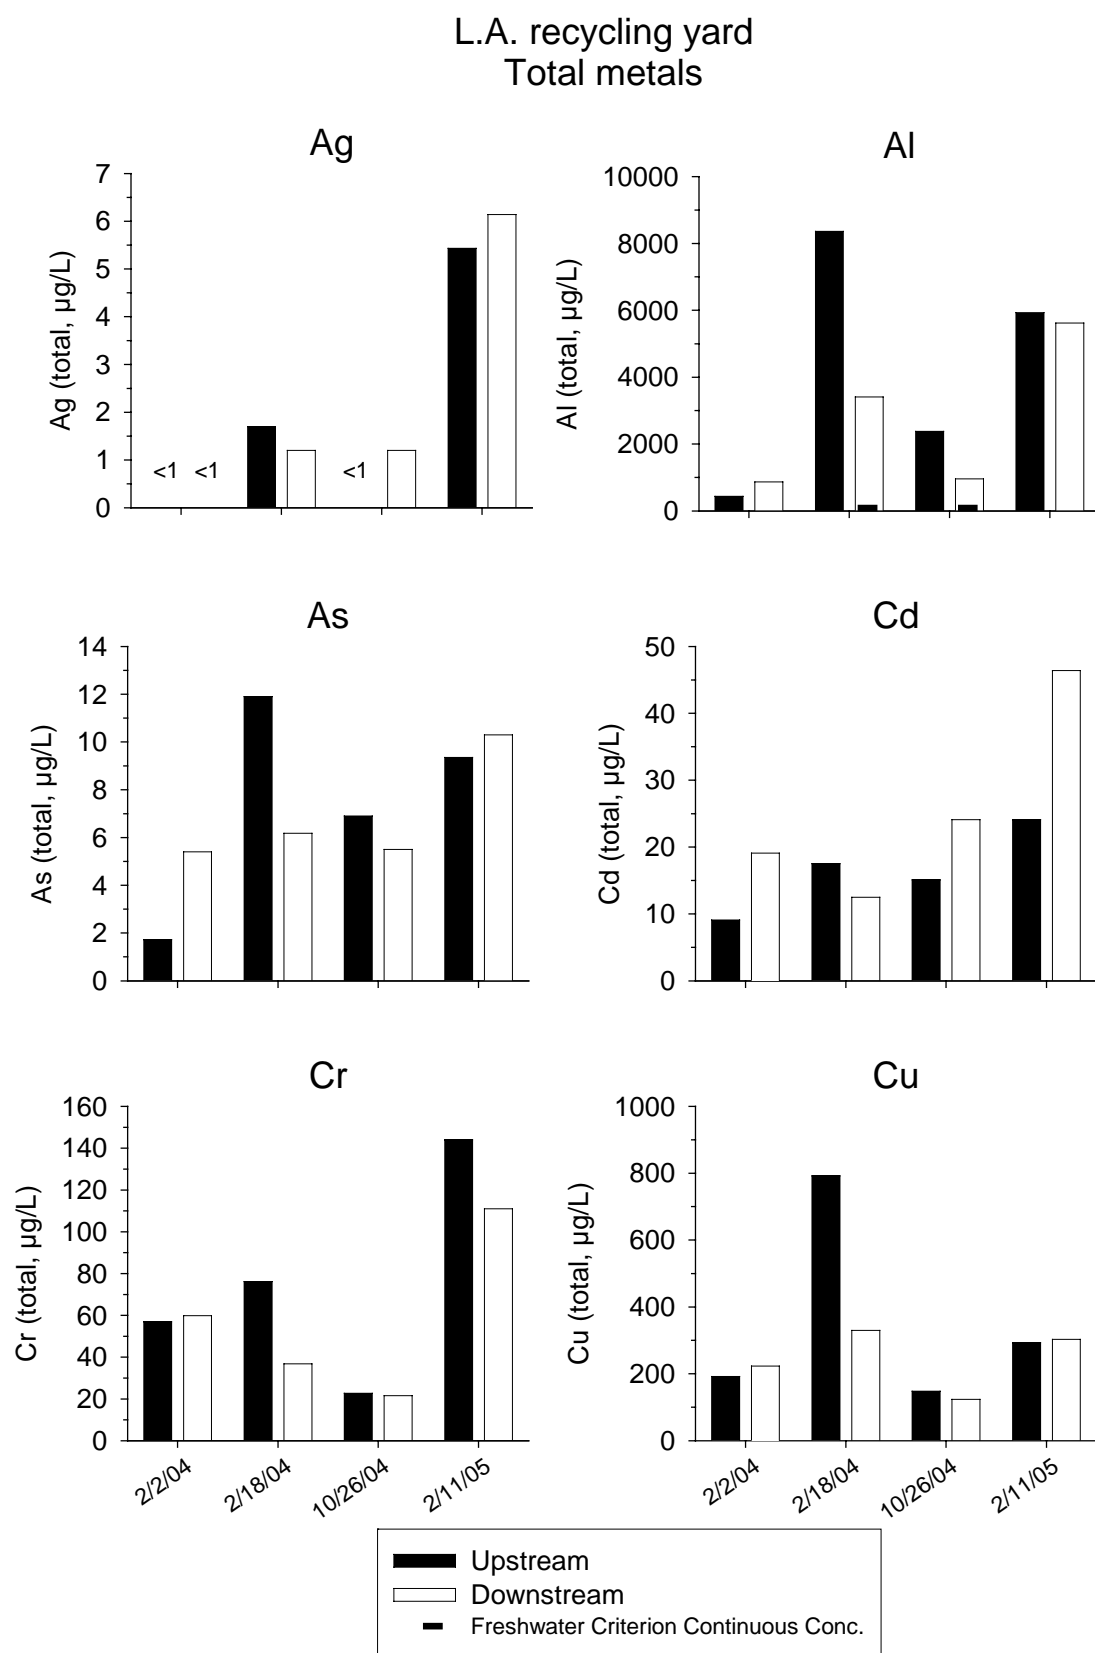 L.A. recycling yard
Total metals
Ag
Ag (total, µg/L)
7
6
5
4
3
2
1
0
<1 <1 <1
Al
Al (total, µg/L)
10000
8000
6000
4000
2000
0
As
As (total, µg/L)
14
12
10
8
6
4
2
0
Cd
Cd (total, µg/L)
50
40
30
20
10
0
Cr
Cr (total, µg/L)
160
140
120
100
80
60
40
20
0
2/2/04 2/18/04 10/26/04 2/11/05
Cu
Cu (total, µg/L)
1000
800
600
400
200
0
2/2/04 2/18/04 10/26/04 2/11/05
Upstream
Downstream
Freshwater Criterion Continuous Conc.